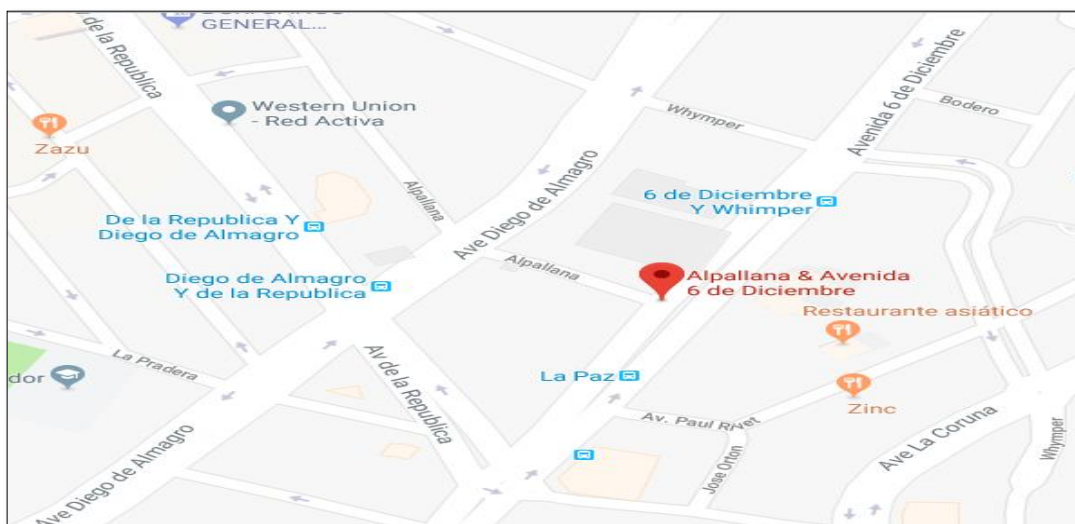 GENERAL...
Av de la Republica
Western Union
- Red Activa
Zazu
Alpallana
Ave Diego de Almagro
Whymper
Avenida 6 de Diciembre
Bodero
De la Republica Y
Diego de Almagro
6 de Diciembre
Y Whimper
Diego de Almagro
Y de la Republica
Alpallana
Alpallana & Avenida
6 de Diciembre
Restaurante asiático
La Pradera
dor
Av de la Republica
La Paz
Zinc
Av. Paul Rivet
Jose Orton
Ave La Coruna
Whymper
Ave Diego de Almagro